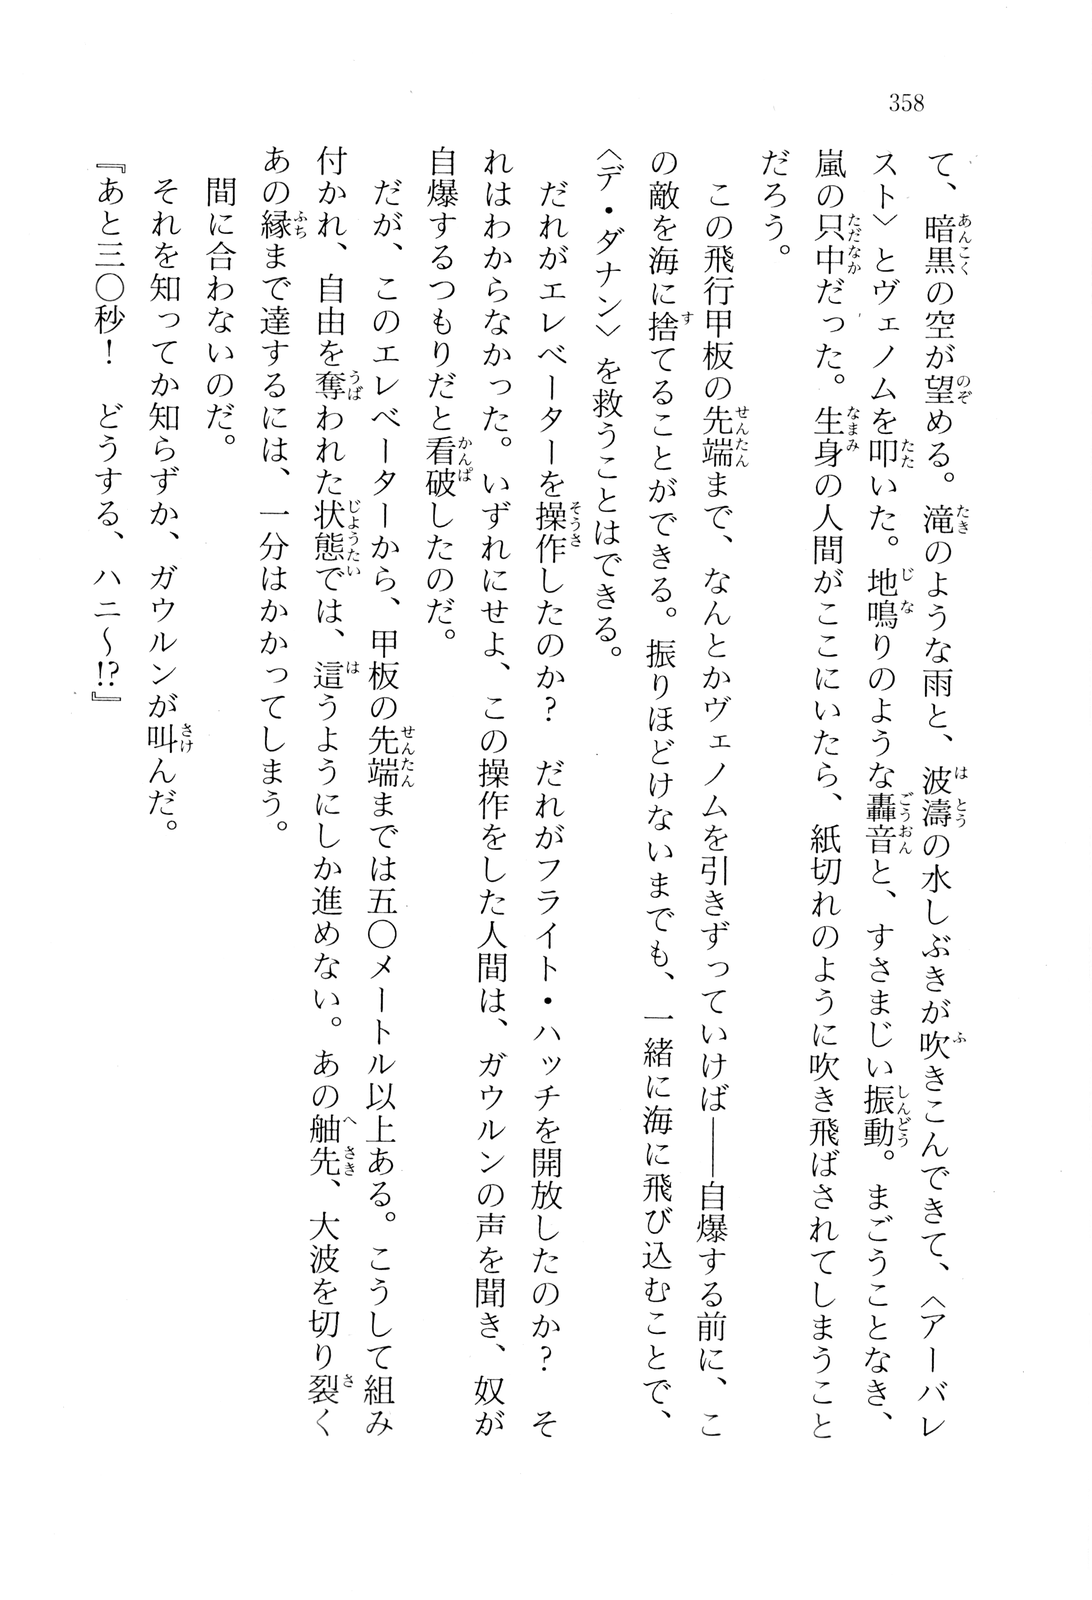 358
て、暗黒の空が望める。滝のような雨と、波濤の水しぶきが吹きこんできて、〈アーバレ
スト〉とヴェノムを叩いた。地鳴りのような轟音と、すさまじい振動。まごうことなき、
嵐の只中だった。生身の人間がここにいたら、紙切れのように吹き飛ばされてしまうこと
だろう。
　この飛行甲板の先端まで、なんとかヴェノムを引きずっていけば――自爆する前に、こ
の敵を海に捨てることができる。振りほどけないまでも、一緒に海に飛び込むことで、
〈デ・ダナン〉を救うことはできる。
　だれがエレベーターを操作したのか？　だれがフライト・ハッチを開放したのか？　そ
れはわからなかった。いずれにせよ、この操作をした人間は、ガウルンの声を聞き、奴が
自爆するつもりだと看破したのだ。
　だが、このエレベーターから、甲板の先端までは五〇メートル以上ある。こうして組み
付かれ、自由を奪われた状態では、這うようにしか進めない。あの舳先、大波を切り裂く
あの縁まで達するには、一分はかかってしまう。
　間に合わないのだ。
　それを知ってか知らずか、ガウルンが叫んだ。
『あと三〇秒！　どうする、ハニ〜!?』